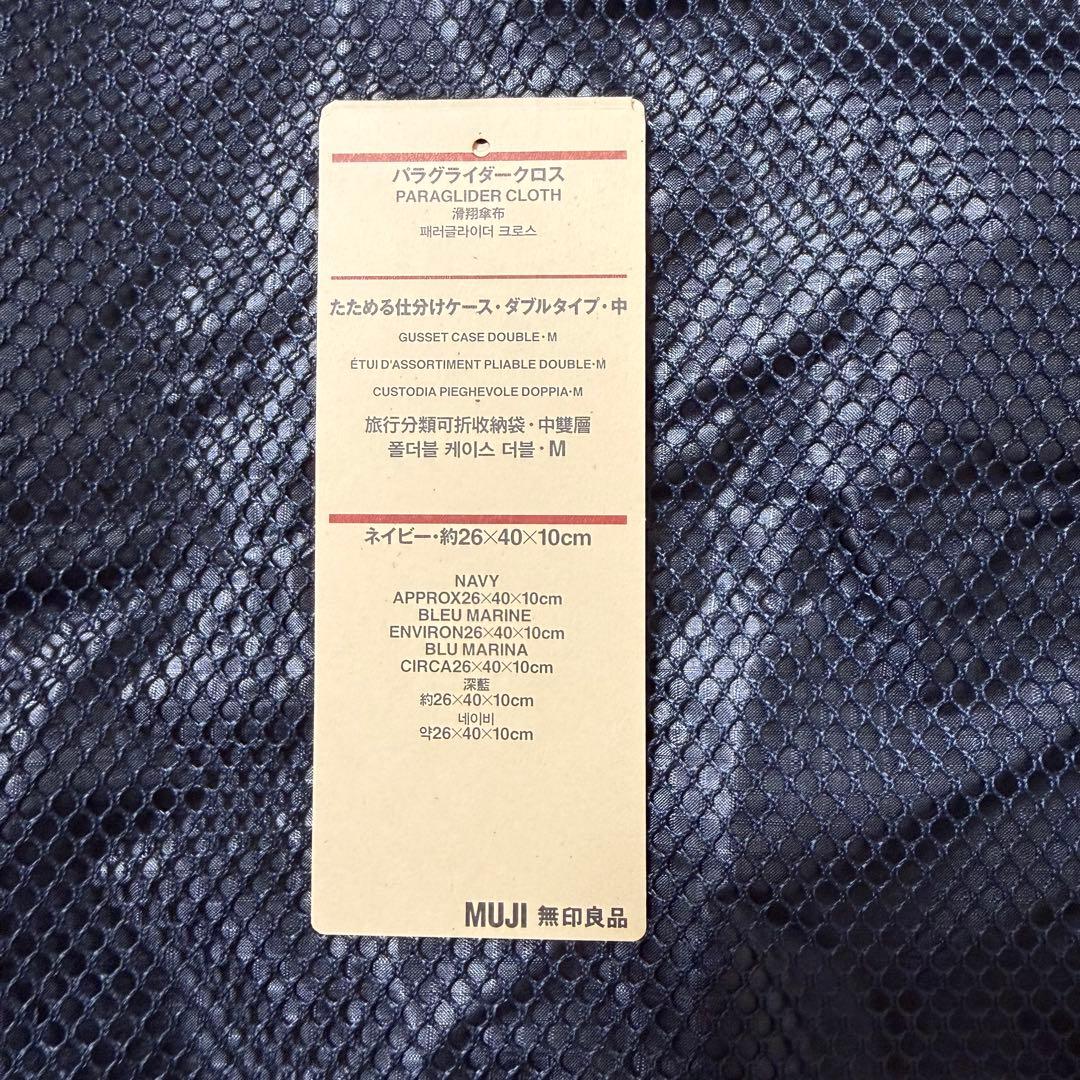 パラグライダークロス
PARAGLIDER CLOTH
滑翔傘布
패러글라이더 크로스
たためる仕分けケース・ダブルタイプ・中
GUSSET CASE DOUBLE・M
ÉTUI D'ASSORTIMENT PLIABLE DOUBLE・M
CUSTODIA PIEGHEVOLE DOPPIA・M
旅行分類可折收納袋・中雙層
폴더블 케이스 더블・M
ネイビー・約26×40×10cm
NAVY
APPROX26×40×10cm
BLEU MARINE
ENVIRON26×40×10cm
BLU MARINA
CIRCA26×40×10cm
深藍
約26×40×10cm
네이비
약26×40×10cm
MUJI 無印良品